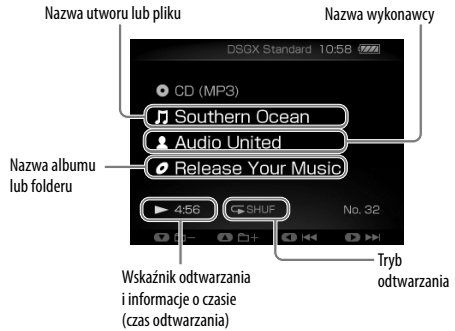 Nazwa utworu lub pliku
Nazwa wykonawcy
DSGX Standard 10:58
CD (MP3)
Southern Ocean
Audio United
Release Your Music
Nazwa albumu
lub folderu
4:56 SHUF No. 32
− +
Wskaźnik odtwarzania
i informacje o czasie
(czas odtwarzania)
Tryb
odtwarzania